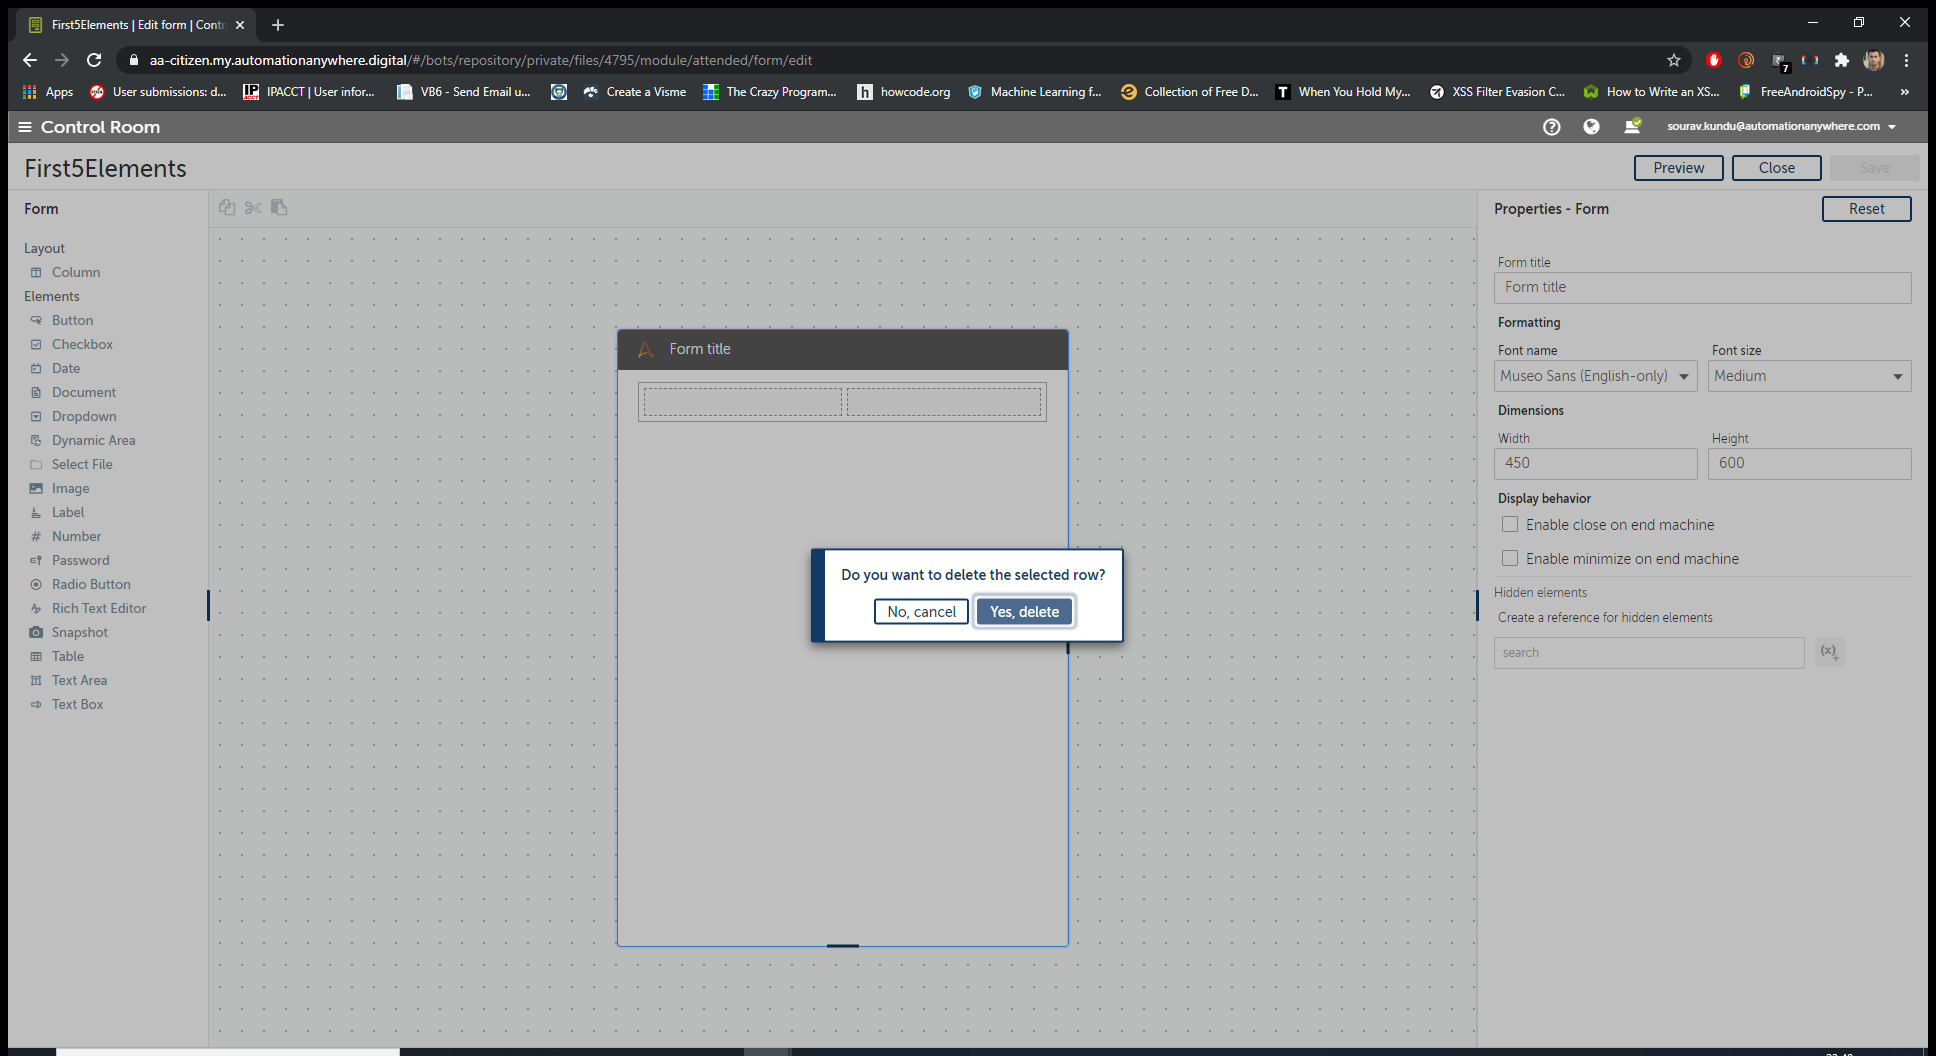 First5Elements | Edit form | Contr
aa-citizen.my.automationanywhere.digital/#/bots/repository/private/files/4795/module/attended/form/edit
7
Apps
User submissions: d...
IPACCT | User infor...
VB6 - Send Email u...
Create a Visme
The Crazy Program...
howcode.org
Machine Learning f...
Collection of Free D...
When You Hold My...
XSS Filter Evasion C...
How to Write an XS...
FreeAndroidSpy - P...
Control Room
sourav.kundu@automationanywhere.com
First5Elements
Preview
Close
Save
Form
Layout
Column
Elements
Button
Checkbox
Date
Document
Dropdown
Dynamic Area
Select File
Image
Label
Number
Password
Radio Button
Rich Text Editor
Snapshot
Table
Text Area
Text Box
Form title
Do you want to delete the selected row?
No, cancel
Yes, delete
Properties - Form
Reset
Form title
Form title
Formatting
Font name
Font size
Museo Sans (English-only)
Medium
Dimensions
Width
Height
450
600
Display behavior
Enable close on end machine
Enable minimize on end machine
Hidden elements
Create a reference for hidden elements
search
(x)+